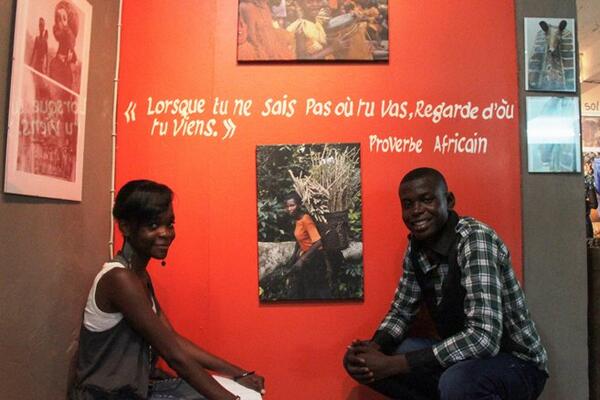 « Lorsque tu ne sais Pas où tu Vas, Regarde d'où
tu Viens. »
Proverbe Africain